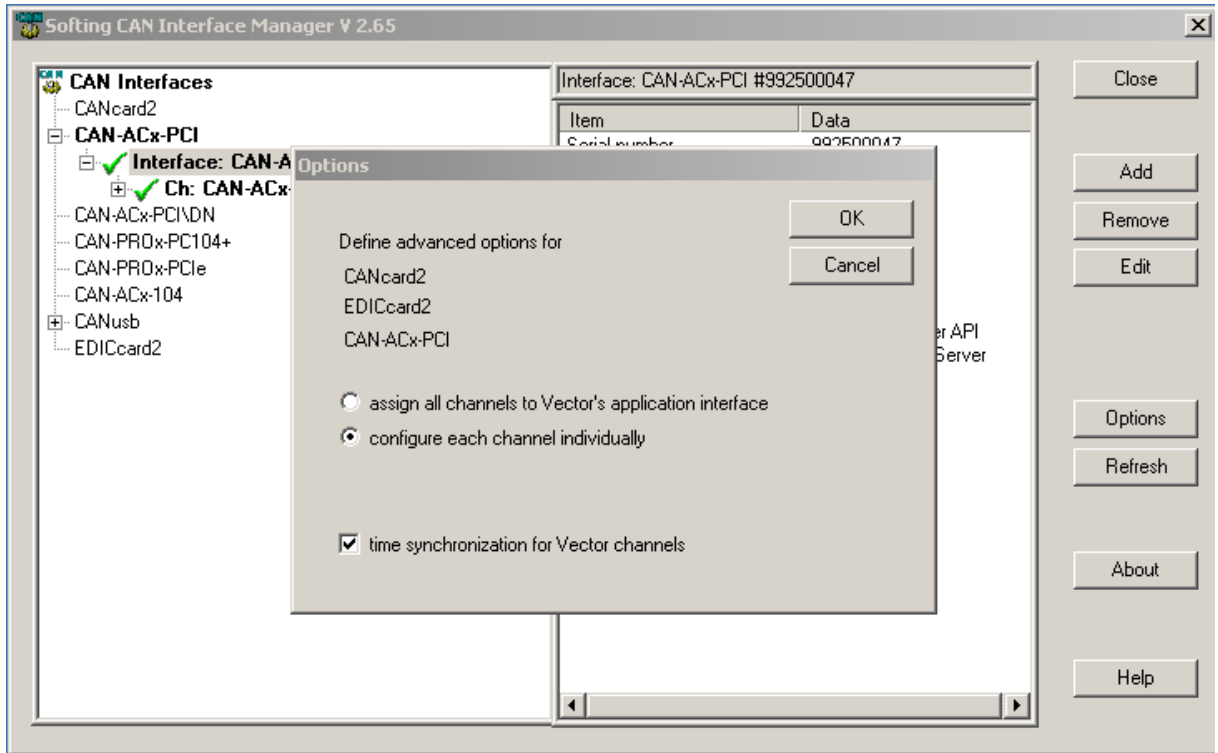 Softing CAN Interface Manager V 2.65
CAN Interfaces
CANcard2
CAN-ACx-PCI
Interface: CAN-A
Ch: CAN-ACx-
CAN-ACx-PCI\DN
CAN-PROx-PC104+
CAN-PROx-PCIe
CAN-ACx-104
CANusb
EDICcard2
Interface: CAN-ACx-PCI #992500047
Item Data
Serial number 992500047
er API
Server
Options
Define advanced options for
CANcard2
EDICcard2
CAN-ACx-PCI
assign all channels to Vector's application interface
configure each channel individually
time synchronization for Vector channels
OK
Cancel
Close
Add
Remove
Edit
Options
Refresh
About
Help